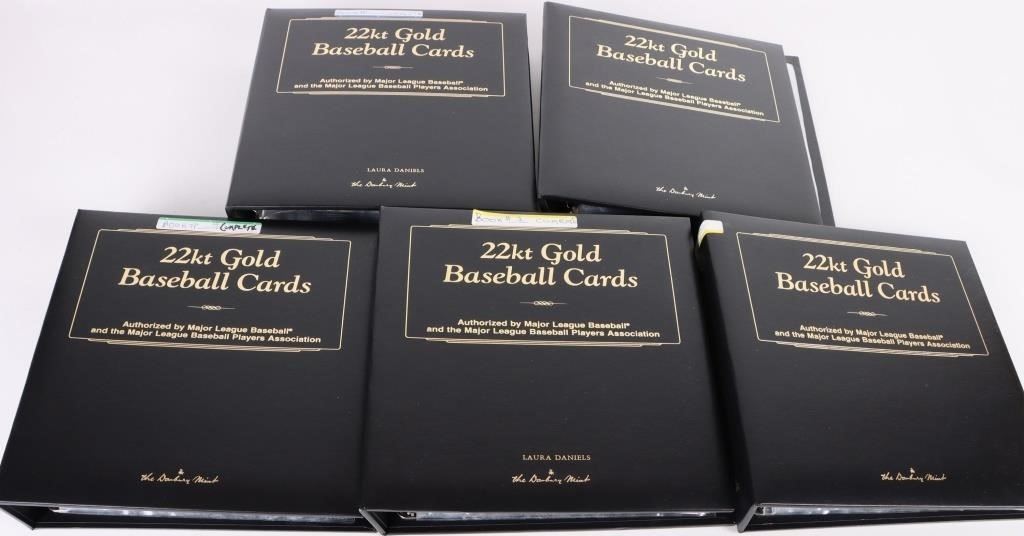 22kt Gold
Baseball Cards
Authorized by Major League Baseball®
and the Major League Baseball Players Association
LAURA DANIELS
the Danbury Mint
22kt Gold
Baseball Cards
Authorized by Major League Baseball®
and the Major League Baseball Players Association
the Danbury Mint
COMPLETE
22kt Gold
Baseball Cards
Authorized by Major League Baseball®
and the Major League Baseball Players Association
the Danbury Mint
BOOK # 1
22kt Gold
Baseball Cards
Authorized by Major League Baseball®
and the Major League Baseball Players Association
LAURA DANIELS
the Danbury Mint
22kt Gold
Baseball Cards
Authorized by Major League Baseball®
and the Major League Baseball Players Association
the Danbury Mint